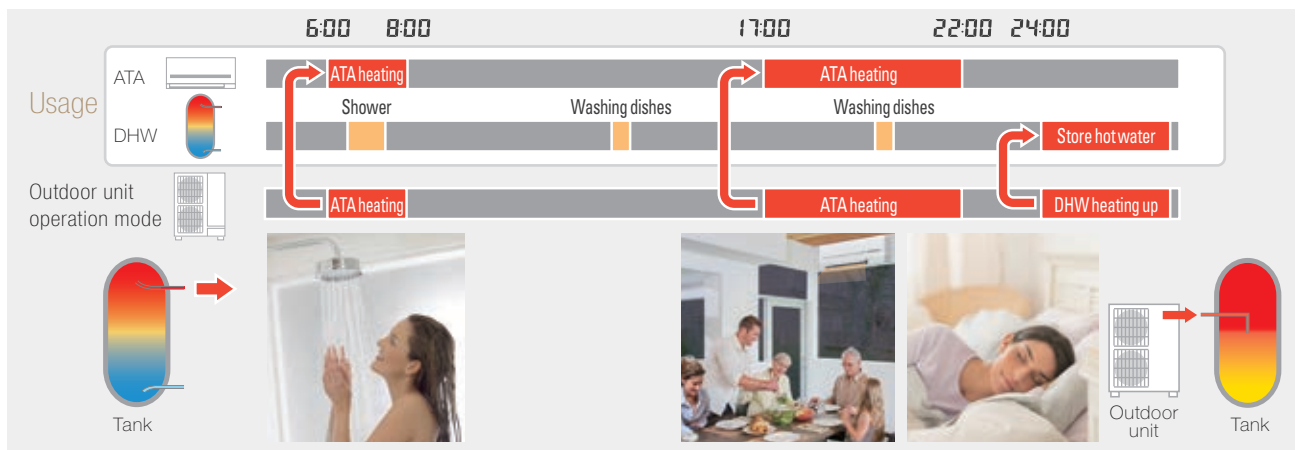 6:00 8:00 17:00 22:00 24:00
Usage
ATA
ATA heating ATA heating
Shower Washing dishes Washing dishes
DHW
Store hot water
Outdoor unit
operation mode
ATA heating ATA heating DHW heating up
Tank
Outdoor
unit
Tank